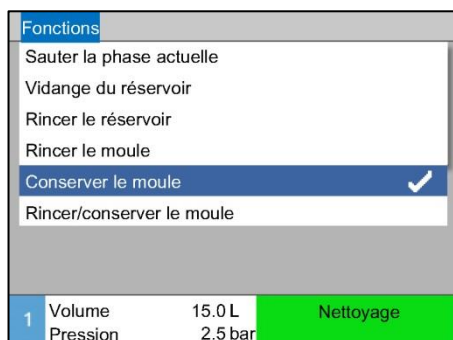 Fonctions
Sauter la phase actuelle
Vidange du réservoir
Rincer le réservoir
Rincer le moule
Conserver le moule
Rincer/conserver le moule
1 Volume 15.0 L Nettoyage
Pression 2.5 bar